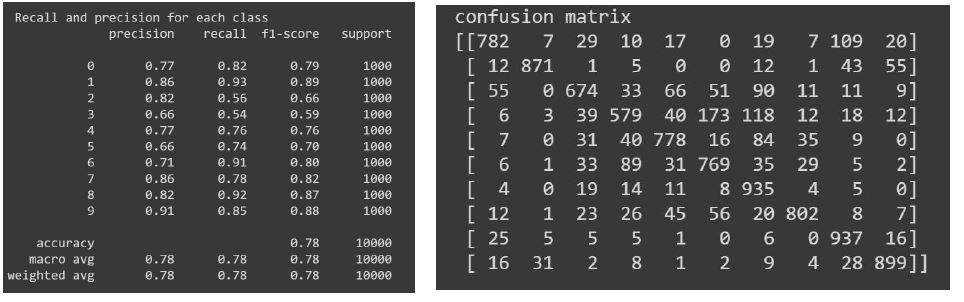 Recall and precision for each class
precision recall f1-score support
0 0.77 0.82 0.79 1000
1 0.86 0.93 0.89 1000
2 0.82 0.56 0.66 1000
3 0.66 0.54 0.59 1000
4 0.77 0.76 0.76 1000
5 0.66 0.74 0.70 1000
6 0.71 0.91 0.80 1000
7 0.86 0.78 0.82 1000
8 0.82 0.92 0.87 1000
9 0.91 0.85 0.88 1000
accuracy 0.78 10000
macro avg 0.78 0.78 0.78 10000
weighted avg 0.78 0.78 0.78 10000
confusion matrix
[[782 7 29 10 17 0 19 7 109 20]
[ 12 871 1 5 0 0 12 1 43 55]
[ 55 0 674 33 66 51 90 11 11 9]
[ 6 3 39 579 40 173 118 12 18 12]
[ 7 0 31 40 778 16 84 35 9 0]
[ 6 1 33 89 31 769 35 29 5 2]
[ 4 0 19 14 11 8 935 4 5 0]
[ 12 1 23 26 45 56 20 802 8 7]
[ 25 5 5 5 1 0 6 0 937 16]
[ 16 31 2 8 1 2 9 4 28 899]]